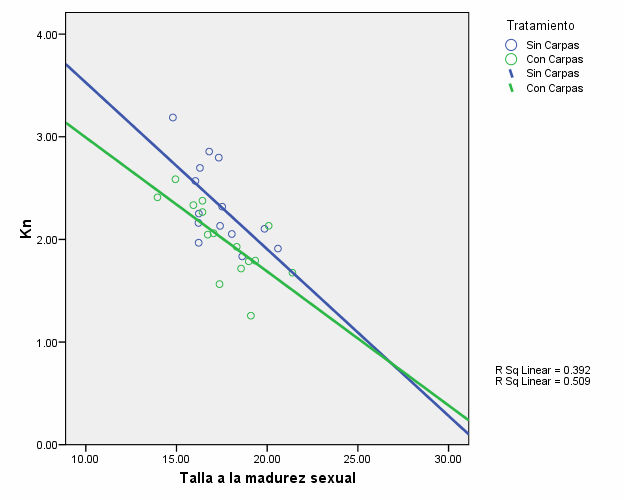 Tratamiento
Sin Carpas
Con Carpas
Sin Carpas
Con Carpas
4.00
3.00
2.00
1.00
0.00
Kn
10.00 15.00 20.00 25.00 30.00
Talla a la madurez sexual
R Sq Linear = 0.392
R Sq Linear = 0.509